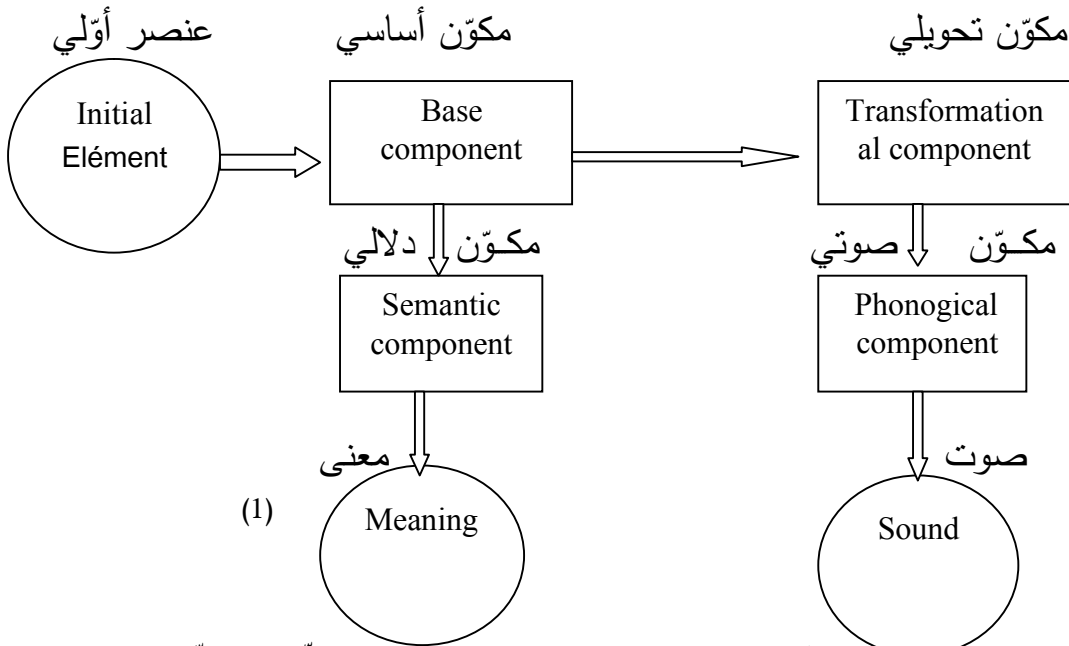 عنصر أوّلي مكوّن أساسي مكوّن تحويلي
Initial
Elément
Base
component
Transformation
al component
مكـوّن دلالي
مكـوّن صوتي
Semantic
component
Phonogical
component
معنى
صوت
(1)
Meaning
Sound